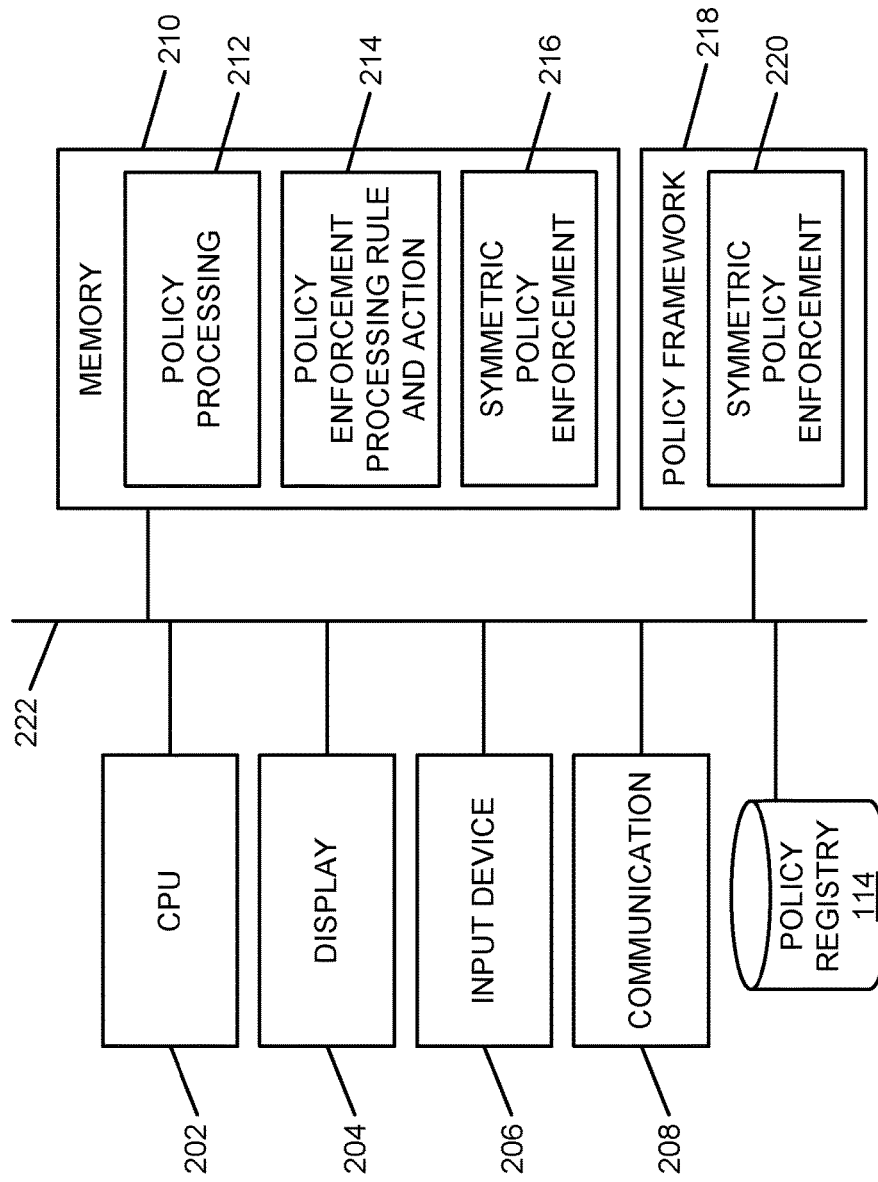 222
CPU
202
DISPLAY
204
INPUT DEVICE
206
COMMUNICATION
208
POLICY
REGISTRY
114
MEMORY
210
POLICY
PROCESSING
212
POLICY
ENFORCEMENT
PROCESSING RULE
AND ACTION
214
SYMMETRIC
POLICY
ENFORCEMENT
216
POLICY FRAMEWORK
218
SYMMETRIC
POLICY
ENFORCEMENT
220